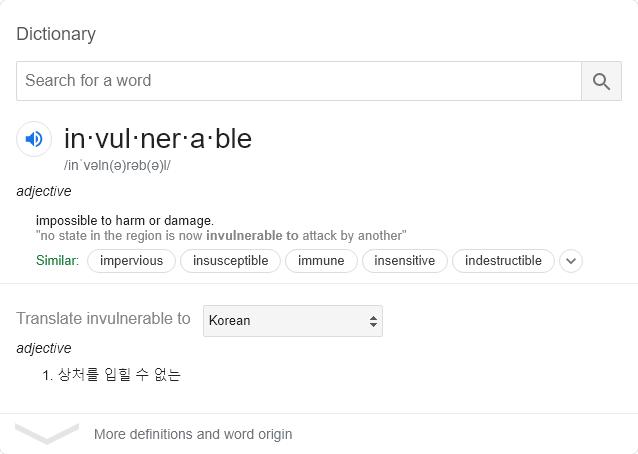 Dictionary
Search for a word
in·vul·ner·a·ble
/inˈvəln(ə)rəb(ə)l/
adjective
impossible to harm or damage.
"no state in the region is now invulnerable to attack by another"
Similar: impervious insusceptible immune insensitive indestructible
Translate invulnerable to Korean
adjective
1. 상처를 입힐 수 없는
More definitions and word origin